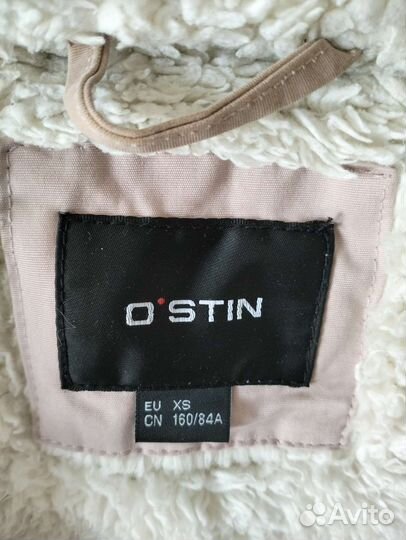 O'STIN
EU XS
CN 160/84A
Avito